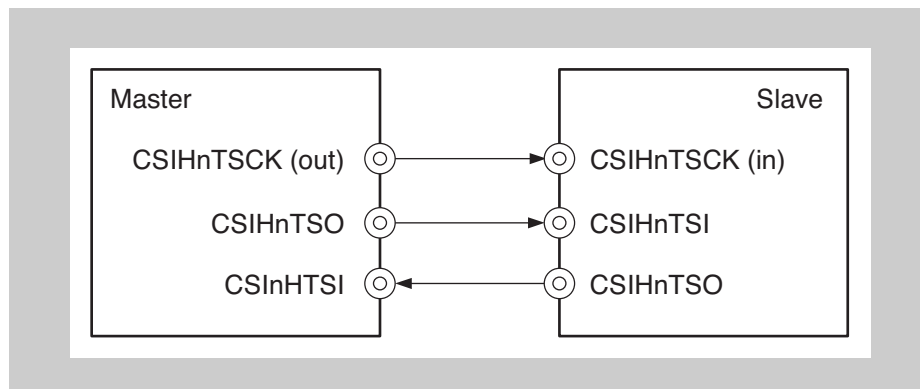 Master
Slave
CSIHnTSCK (out)
CSIHnTSCK (in)
CSIHnTSO
CSIHnTSI
CSInHTSI
CSIHnTSO